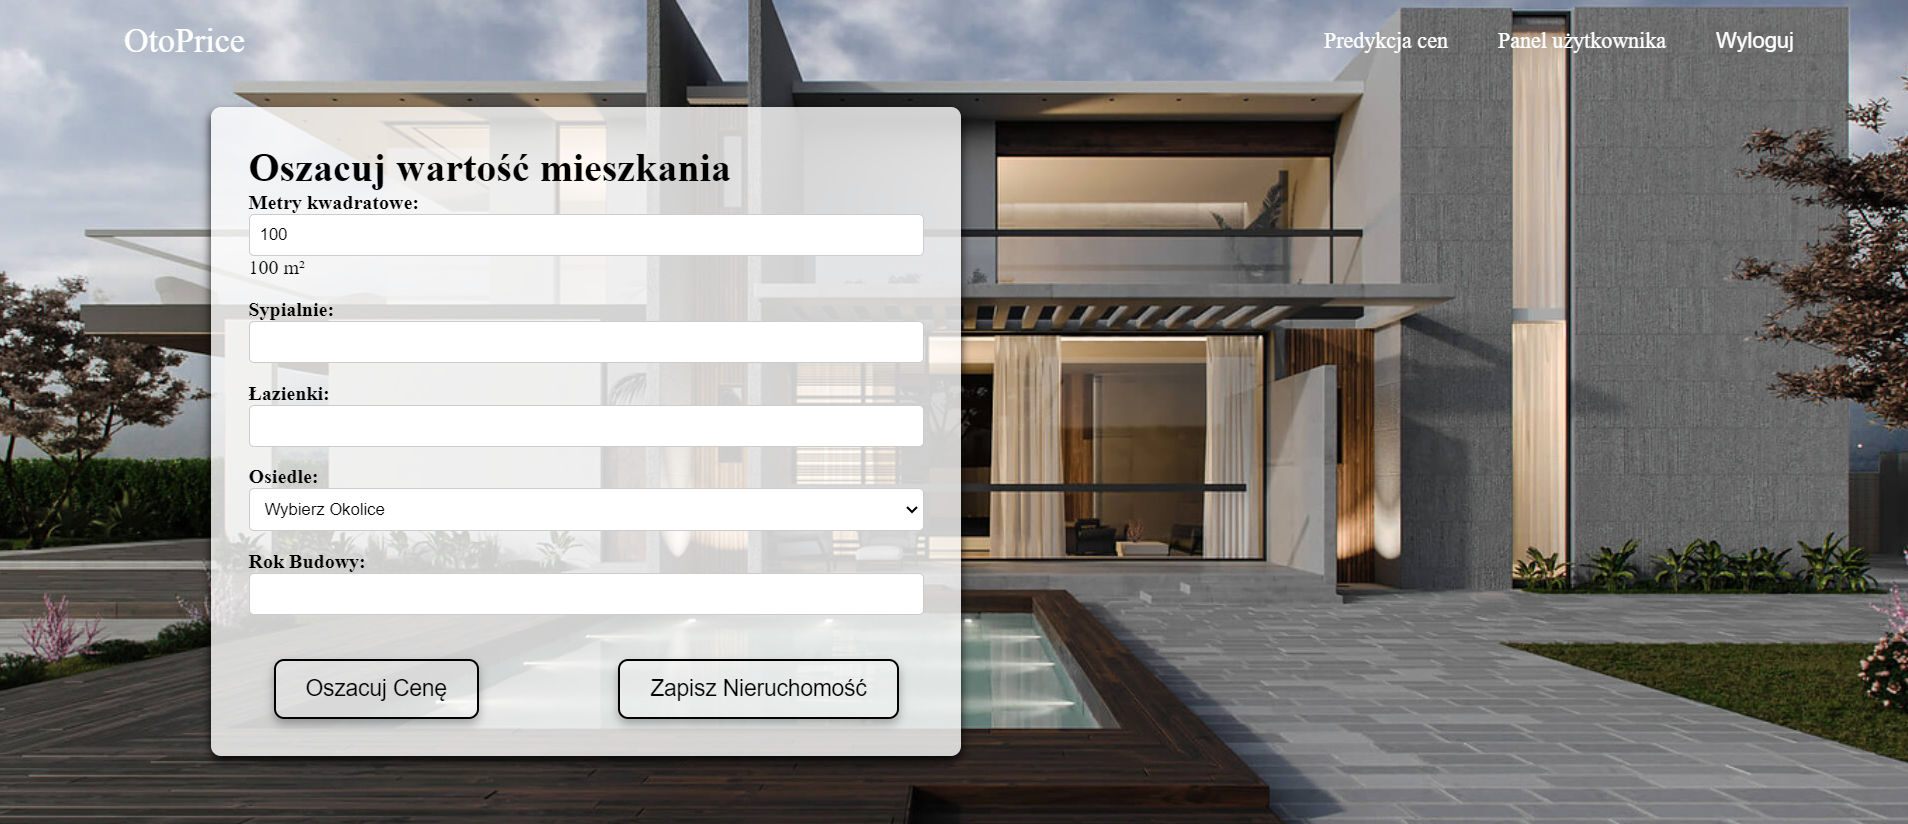 OtoPrice
Predykcja cen
Panel użytkownika
Wyloguj
Oszacuj wartość mieszkania
Metry kwadratowe:
100
100 m²
Sypialnie:
Łazienki:
Osiedle:
Wybierz Okolice
Rok Budowy:
Oszacuj Cenę
Zapisz Nieruchomość